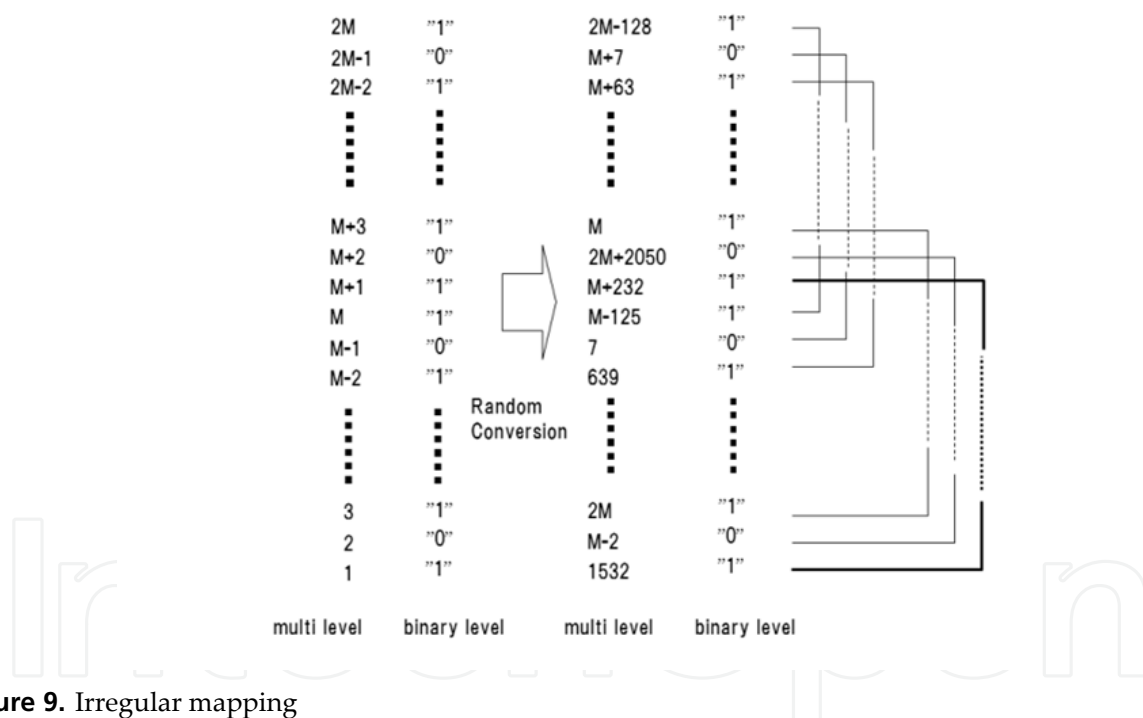 2M "1" 2M-128 "1"
2M-1 "0" M+7 "0"
2M-2 "1" M+63 "1"
M+3 "1" M "1"
M+2 "0" 2M+2050 "0"
M+1 "1" M+232 "1"
M "1" M-125 "1"
M-1 "0" 7 "0"
M-2 "1" 639 "1"
Random
Conversion
3 "1" 2M "1"
2 "0" M-2 "0"
1 "1" 1532 "1"
multi level binary level multi level binary level
ure 9. Irregular mapping